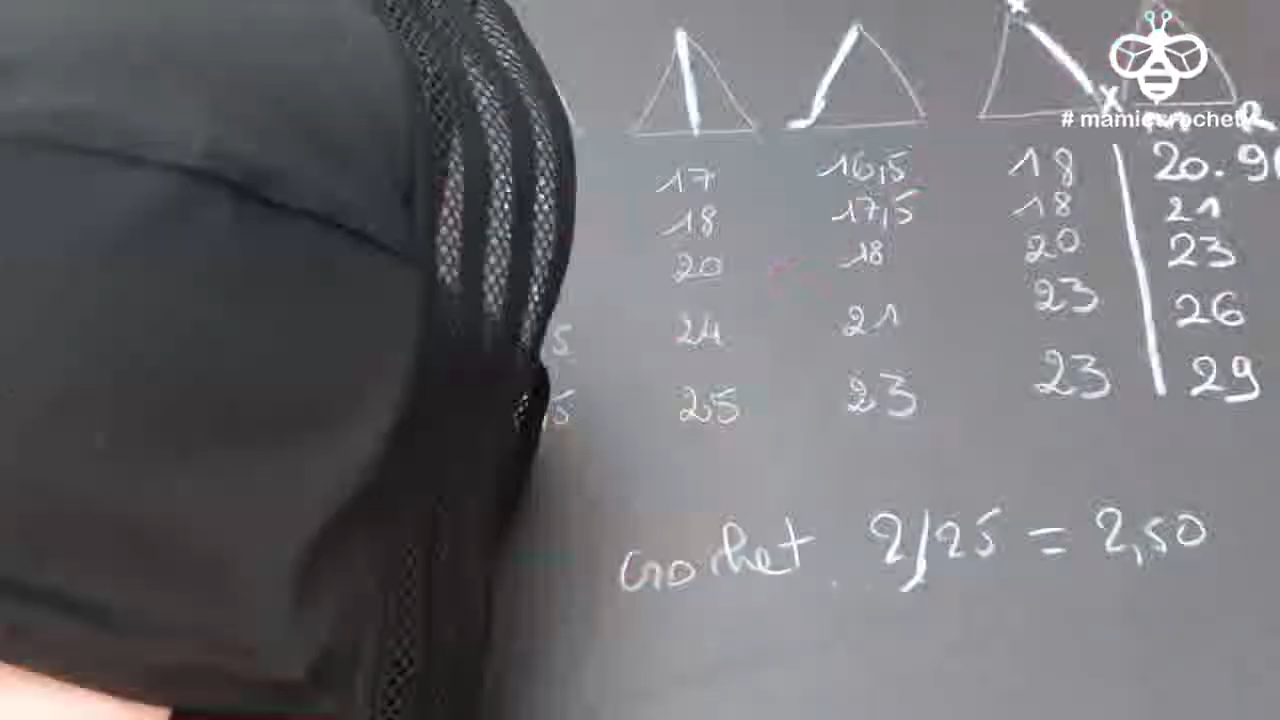 # mamiecrochet
17 16,5 18 20.
18 17,5 18 21
20 18 20 23
24 21 23 26
25 23 23 29
crochet. 2/25 = 2,50